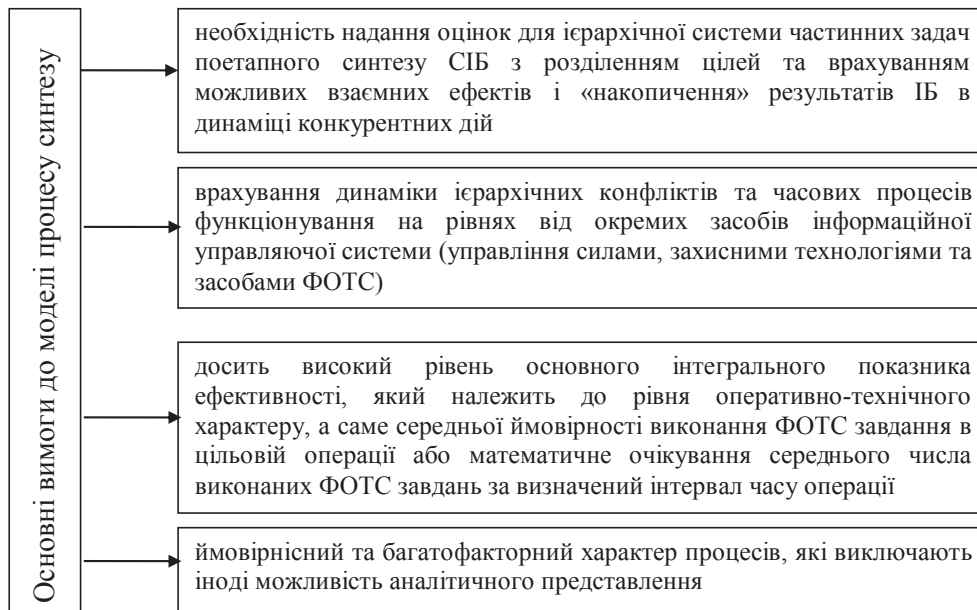 Основні вимоги до моделі процесу синтезу
необхідність надання оцінок для ієрархічної системи частинних задач
поетапного синтезу СІБ з розділенням цілей та врахуванням
можливих взаємних ефектів і «накопичення» результатів ІБ в
динаміці конкурентних дій
врахування динаміки ієрархічних конфліктів та часових процесів
функціонування на рівнях від окремих засобів інформаційної
управляючої системи (управління силами, захисними технологіями та
засобами ФОТС)
досить високий рівень основного інтегрального показника
ефективності, який належить до рівня оперативно-технічного
характеру, а саме середньої ймовірності виконання ФОТС завдання в
цільовій операції або математичне очікування середнього числа
виконаних ФОТС завдань за визначений інтервал часу операції
ймовірнісний та багатофакторний характер процесів, які виключають
іноді можливість аналітичного представлення